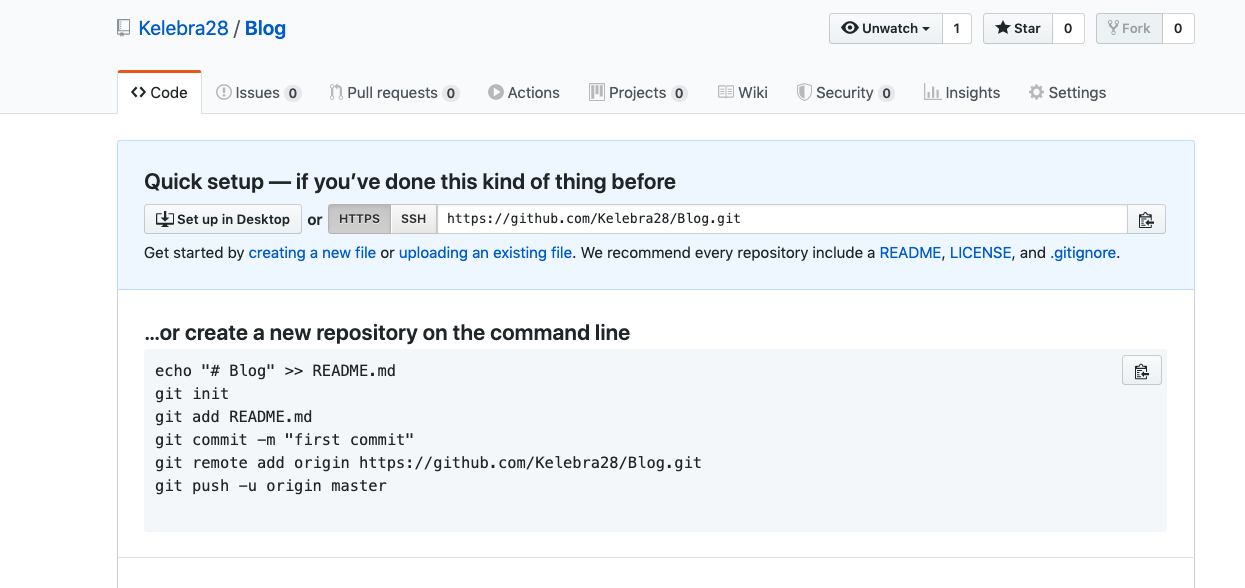 Kelebra28 / Blog
Unwatch 1 Star 0 Fork 0
Code Issues 0 Pull requests 0 Actions Projects 0 Wiki Security 0 Insights Settings
Quick setup — if you’ve done this kind of thing before
Set up in Desktop or HTTPS SSH https://github.com/Kelebra28/Blog.git
Get started by creating a new file or uploading an existing file. We recommend every repository include a README, LICENSE, and .gitignore.
…or create a new repository on the command line
echo "# Blog" >> README.md
git init
git add README.md
git commit -m "first commit"
git remote add origin https://github.com/Kelebra28/Blog.git
git push -u origin master